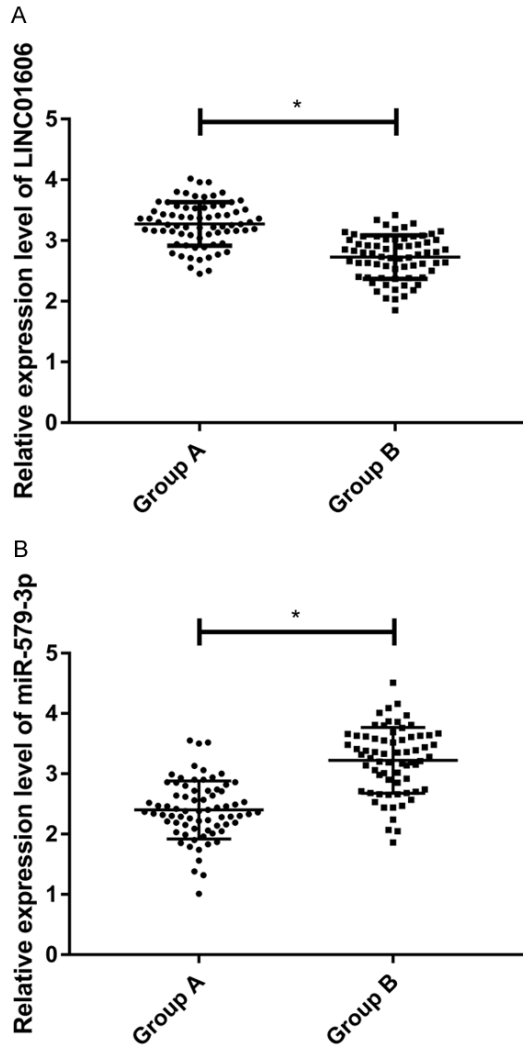 A
Relative expression level of LINC01606
*
5
4
3
2
1
0
Group A
Group B
B
Relative expression level of miR-579-3p
*
5
4
3
2
1
0
Group A
Group B